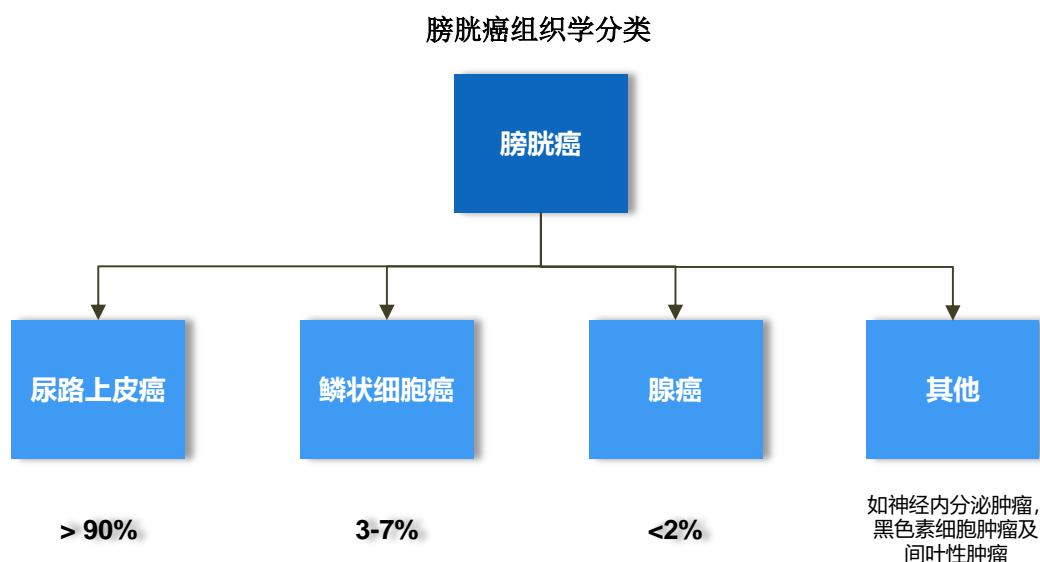 膀胱癌组织学分类
膀胱癌
尿路上皮癌
鳞状细胞癌
腺癌
其他
> 90%
3-7%
<2%
如神经内分泌肿瘤，
黑色素细胞肿瘤及
间叶性肿瘤